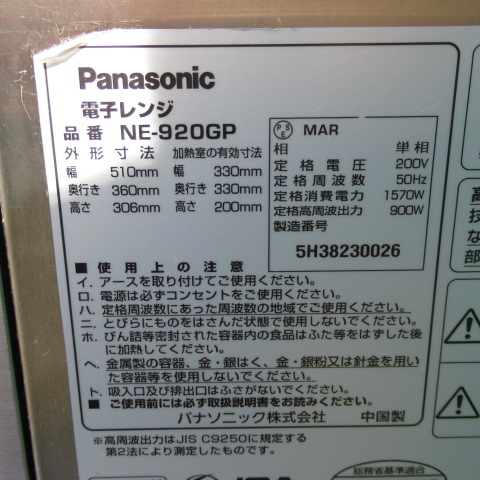 Panasonic
電子レンジ
品番 NE-920GP
外形寸法 加熱室の有効寸法
幅 510mm 幅 330mm
奥行き 360mm 奥行き 330mm
高さ 306mm 高さ 200mm
PSE MAR
相 単相
定格電圧 200V
定格周波数 50Hz
定格消費電力 1570W
定格高周波出力 900W
製造番号
5H38230026
■使用上の注意
イ. アースを取り付けてご使用ください。
ロ. 電源は必ずコンセントをご使用ください。
ハ. 定格周波数にあった周波数の地域でご使用ください。
ニ. とびらにものをはさんだ状態で使用しないでください。
ホ. びん詰等密封された容器内の食品はふた等をはずした後
に加熱してください。
ヘ. 金属製の容器、金・銀はく、金・銀粉又は針金を用い
た容器等を使用しないでください。
ト. 吸入口及び排出口はふさがないでください。
■ご使用前には必ず取扱説明書をお読みください。
パナソニック株式会社 中国製
※高周波出力はJIS C9250に規定する
第2法により測定したものです。
総務省基準適合